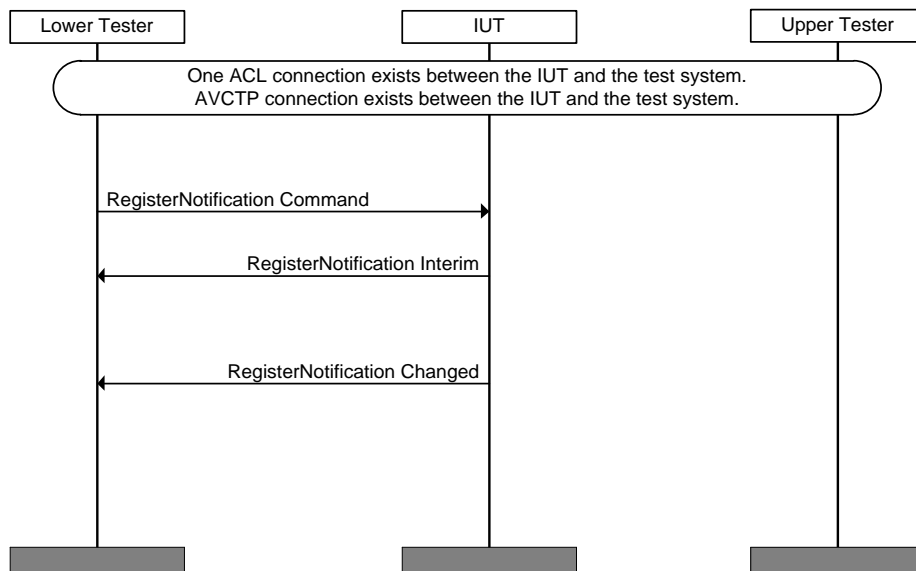 Lower Tester
IUT
Upper Tester
One ACL connection exists between the IUT and the test system.
AVCTP connection exists between the IUT and the test system.
RegisterNotification Command
RegisterNotification Interim
RegisterNotification Changed